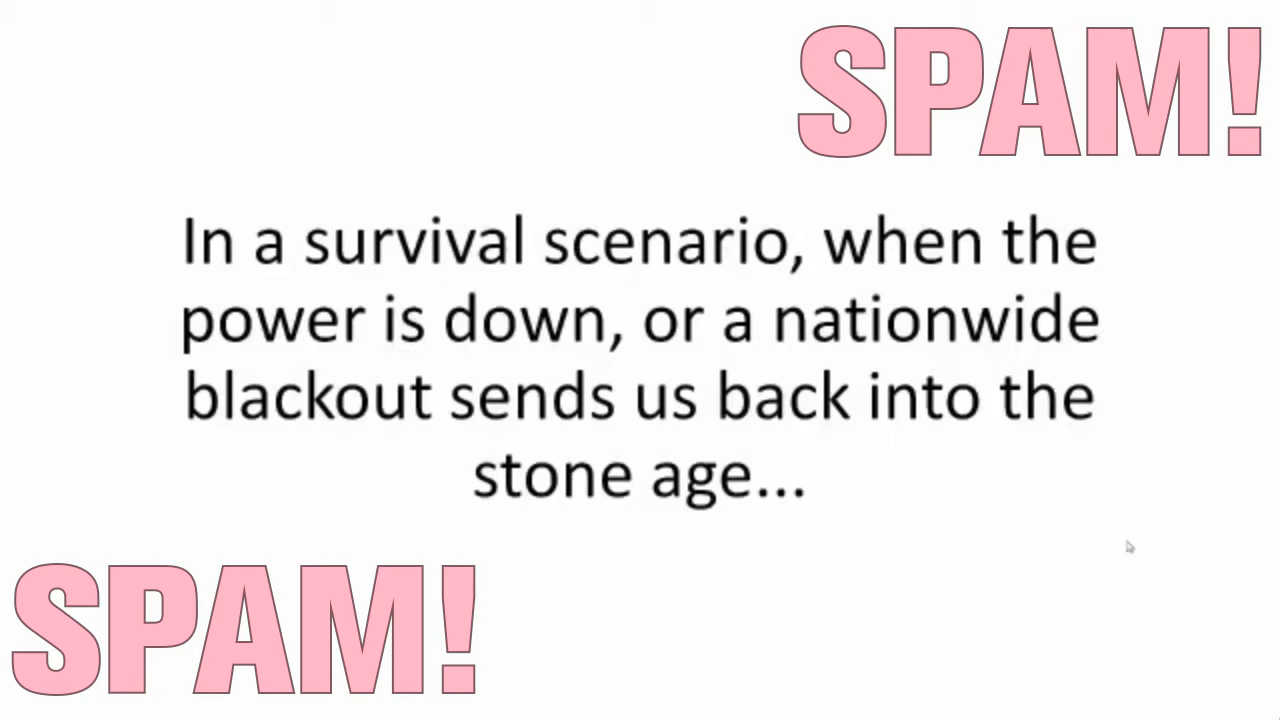 SPAM!
In a survival scenario, when the
power is down, or a nationwide
blackout sends us back into the
stone age...
SPAM!